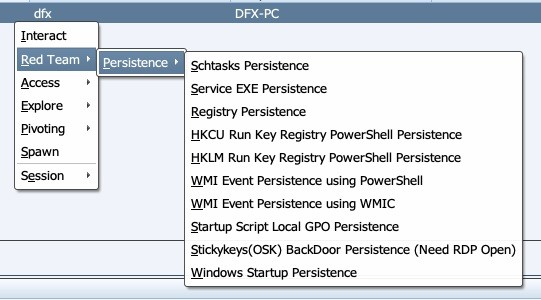 dfx DFX-PC
Interact
Red Team
Persistence
Access
Explore
Pivoting
Spawn
Session
Schtasks Persistence
Service EXE Persistence
Registry Persistence
HKCU Run Key Registry PowerShell Persistence
HKLM Run Key Registry PowerShell Persistence
WMI Event Persistence using PowerShell
WMI Event Persistence using WMIC
Startup Script Local GPO Persistence
Stickykeys(OSK) BackDoor Persistence (Need RDP Open)
Windows Startup Persistence